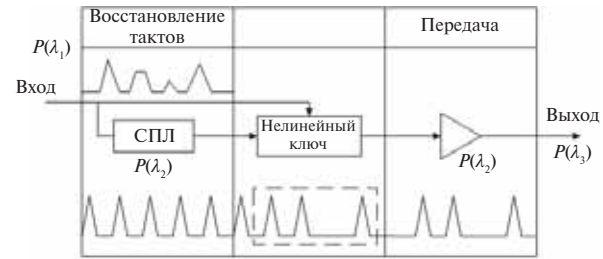 Восстановление
тактов
Передача
P(λ₁)
Вход
СПЛ
P(λ₂)
Нелинейный
ключ
P(λ₂)
Выход
P(λ₃)